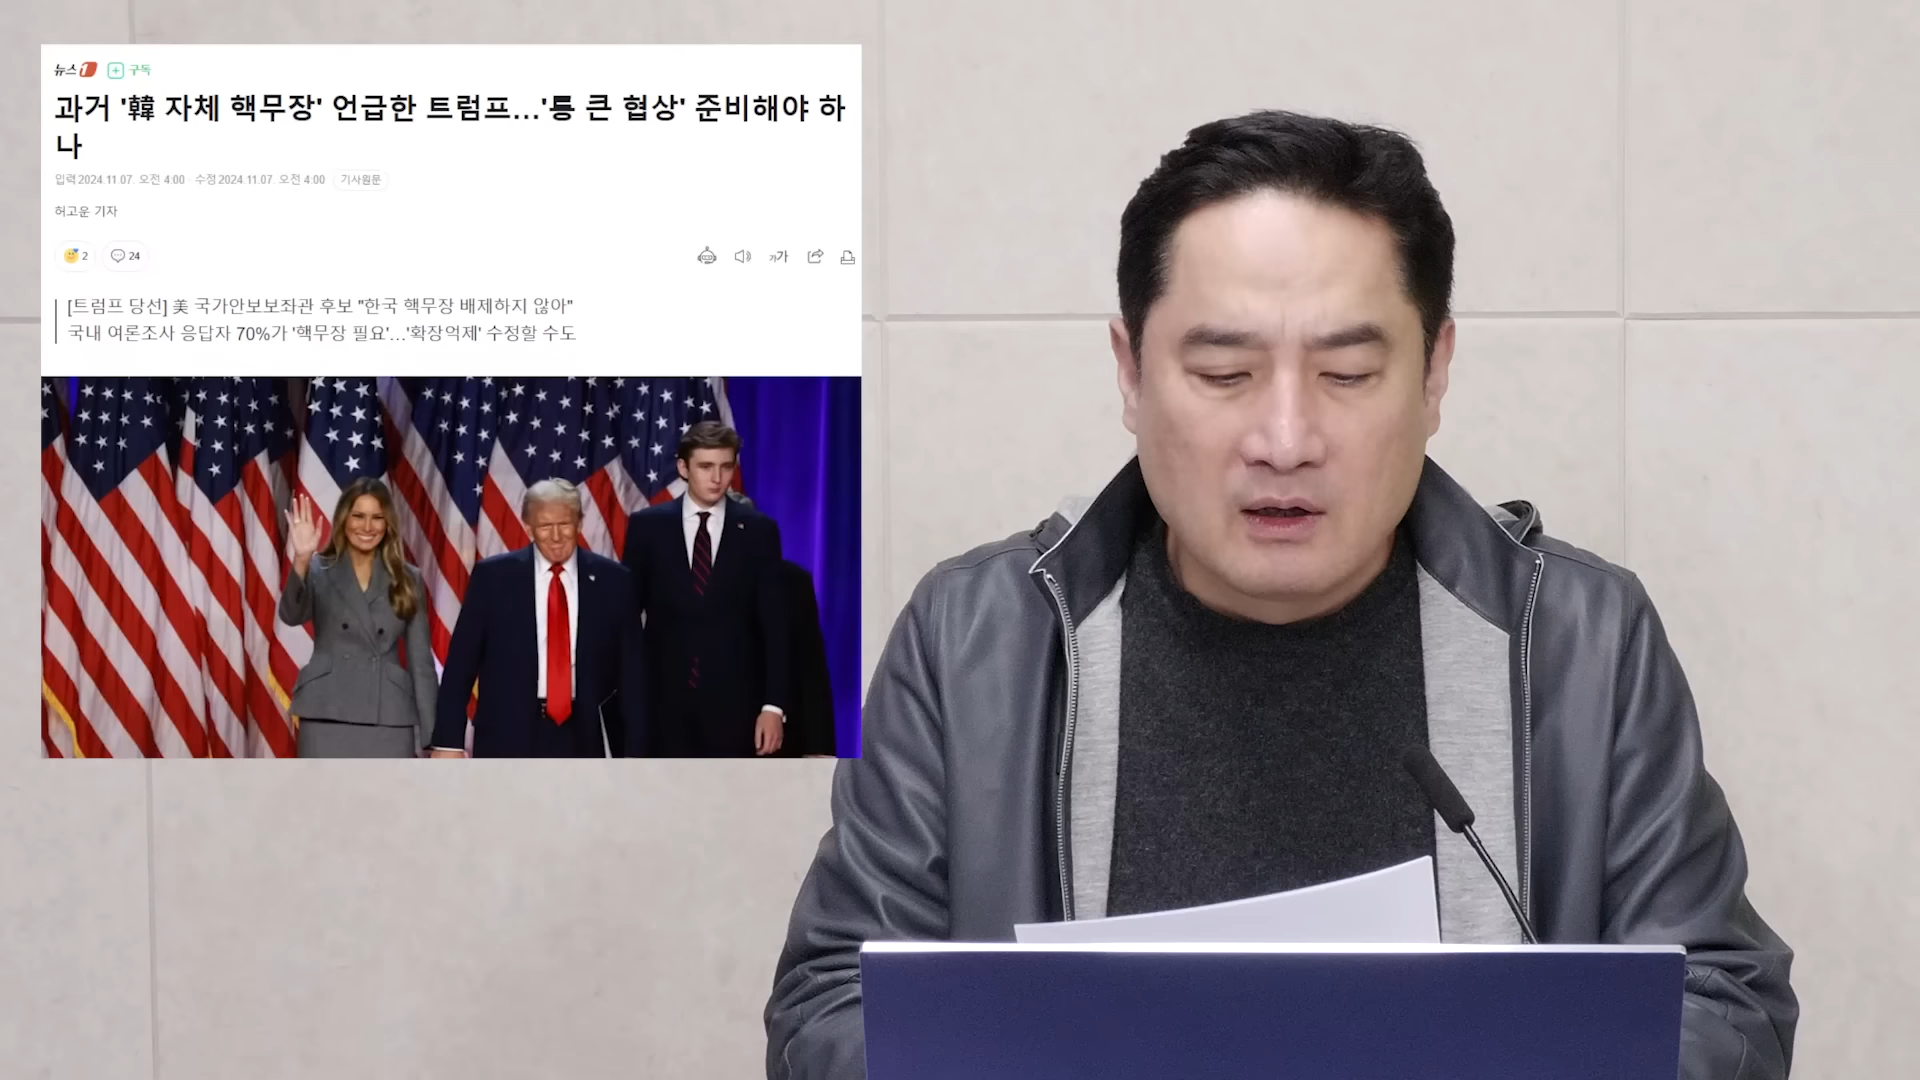 뉴스1 구독
과거 '韓 자체 핵무장' 언급한 트럼프…'통 큰 협상' 준비해야 하
나
입력 2024.11.07. 오전 4:00 · 수정 2024.11.07. 오전 4:00 기사원문
허고운 기자
2 24
가가
[트럼프 당선] 美 국가안보보좌관 후보 "한국 핵무장 배제하지 않아"
국내 여론조사 응답자 70%가 '핵무장 필요'…'확장억제' 수정할 수도